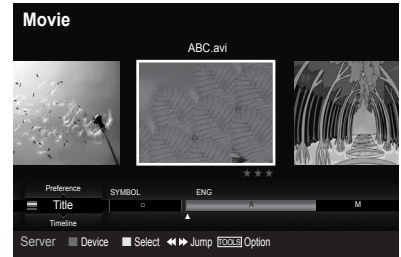 Movie
ABC.avi
★★★
Preference
SYMBOL ENG
Title □ A M
Timeline
Server Device Select ◀◀ ▶▶ Jump TOOLS Option